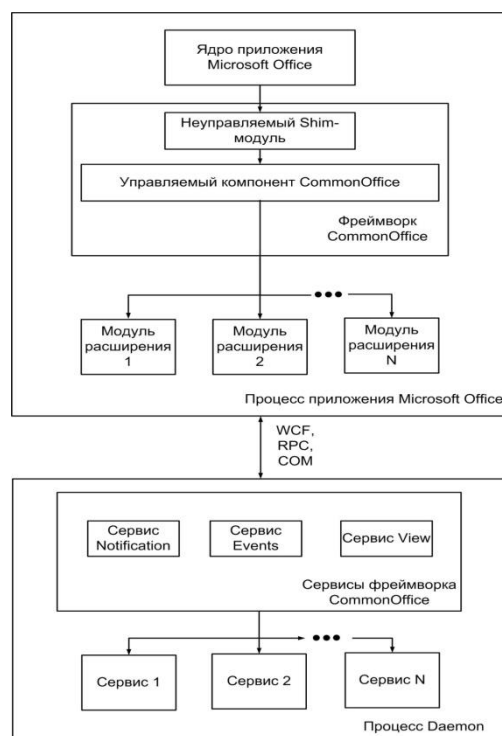 Ядро приложения
Microsoft Office
Неуправляемый Shim-
модуль
Управляемый компонент CommonOffice
Фреймворк
CommonOffice
Модуль
расширения
1
Модуль
расширения
2
Модуль
расширения
N
Процесс приложения Microsoft Office
WCF,
RPC,
COM
Сервис
Notification
Сервис
Events
Сервис View
Сервисы фреймворка
CommonOffice
Сервис 1
Сервис 2
Сервис N
Процесс Daemon